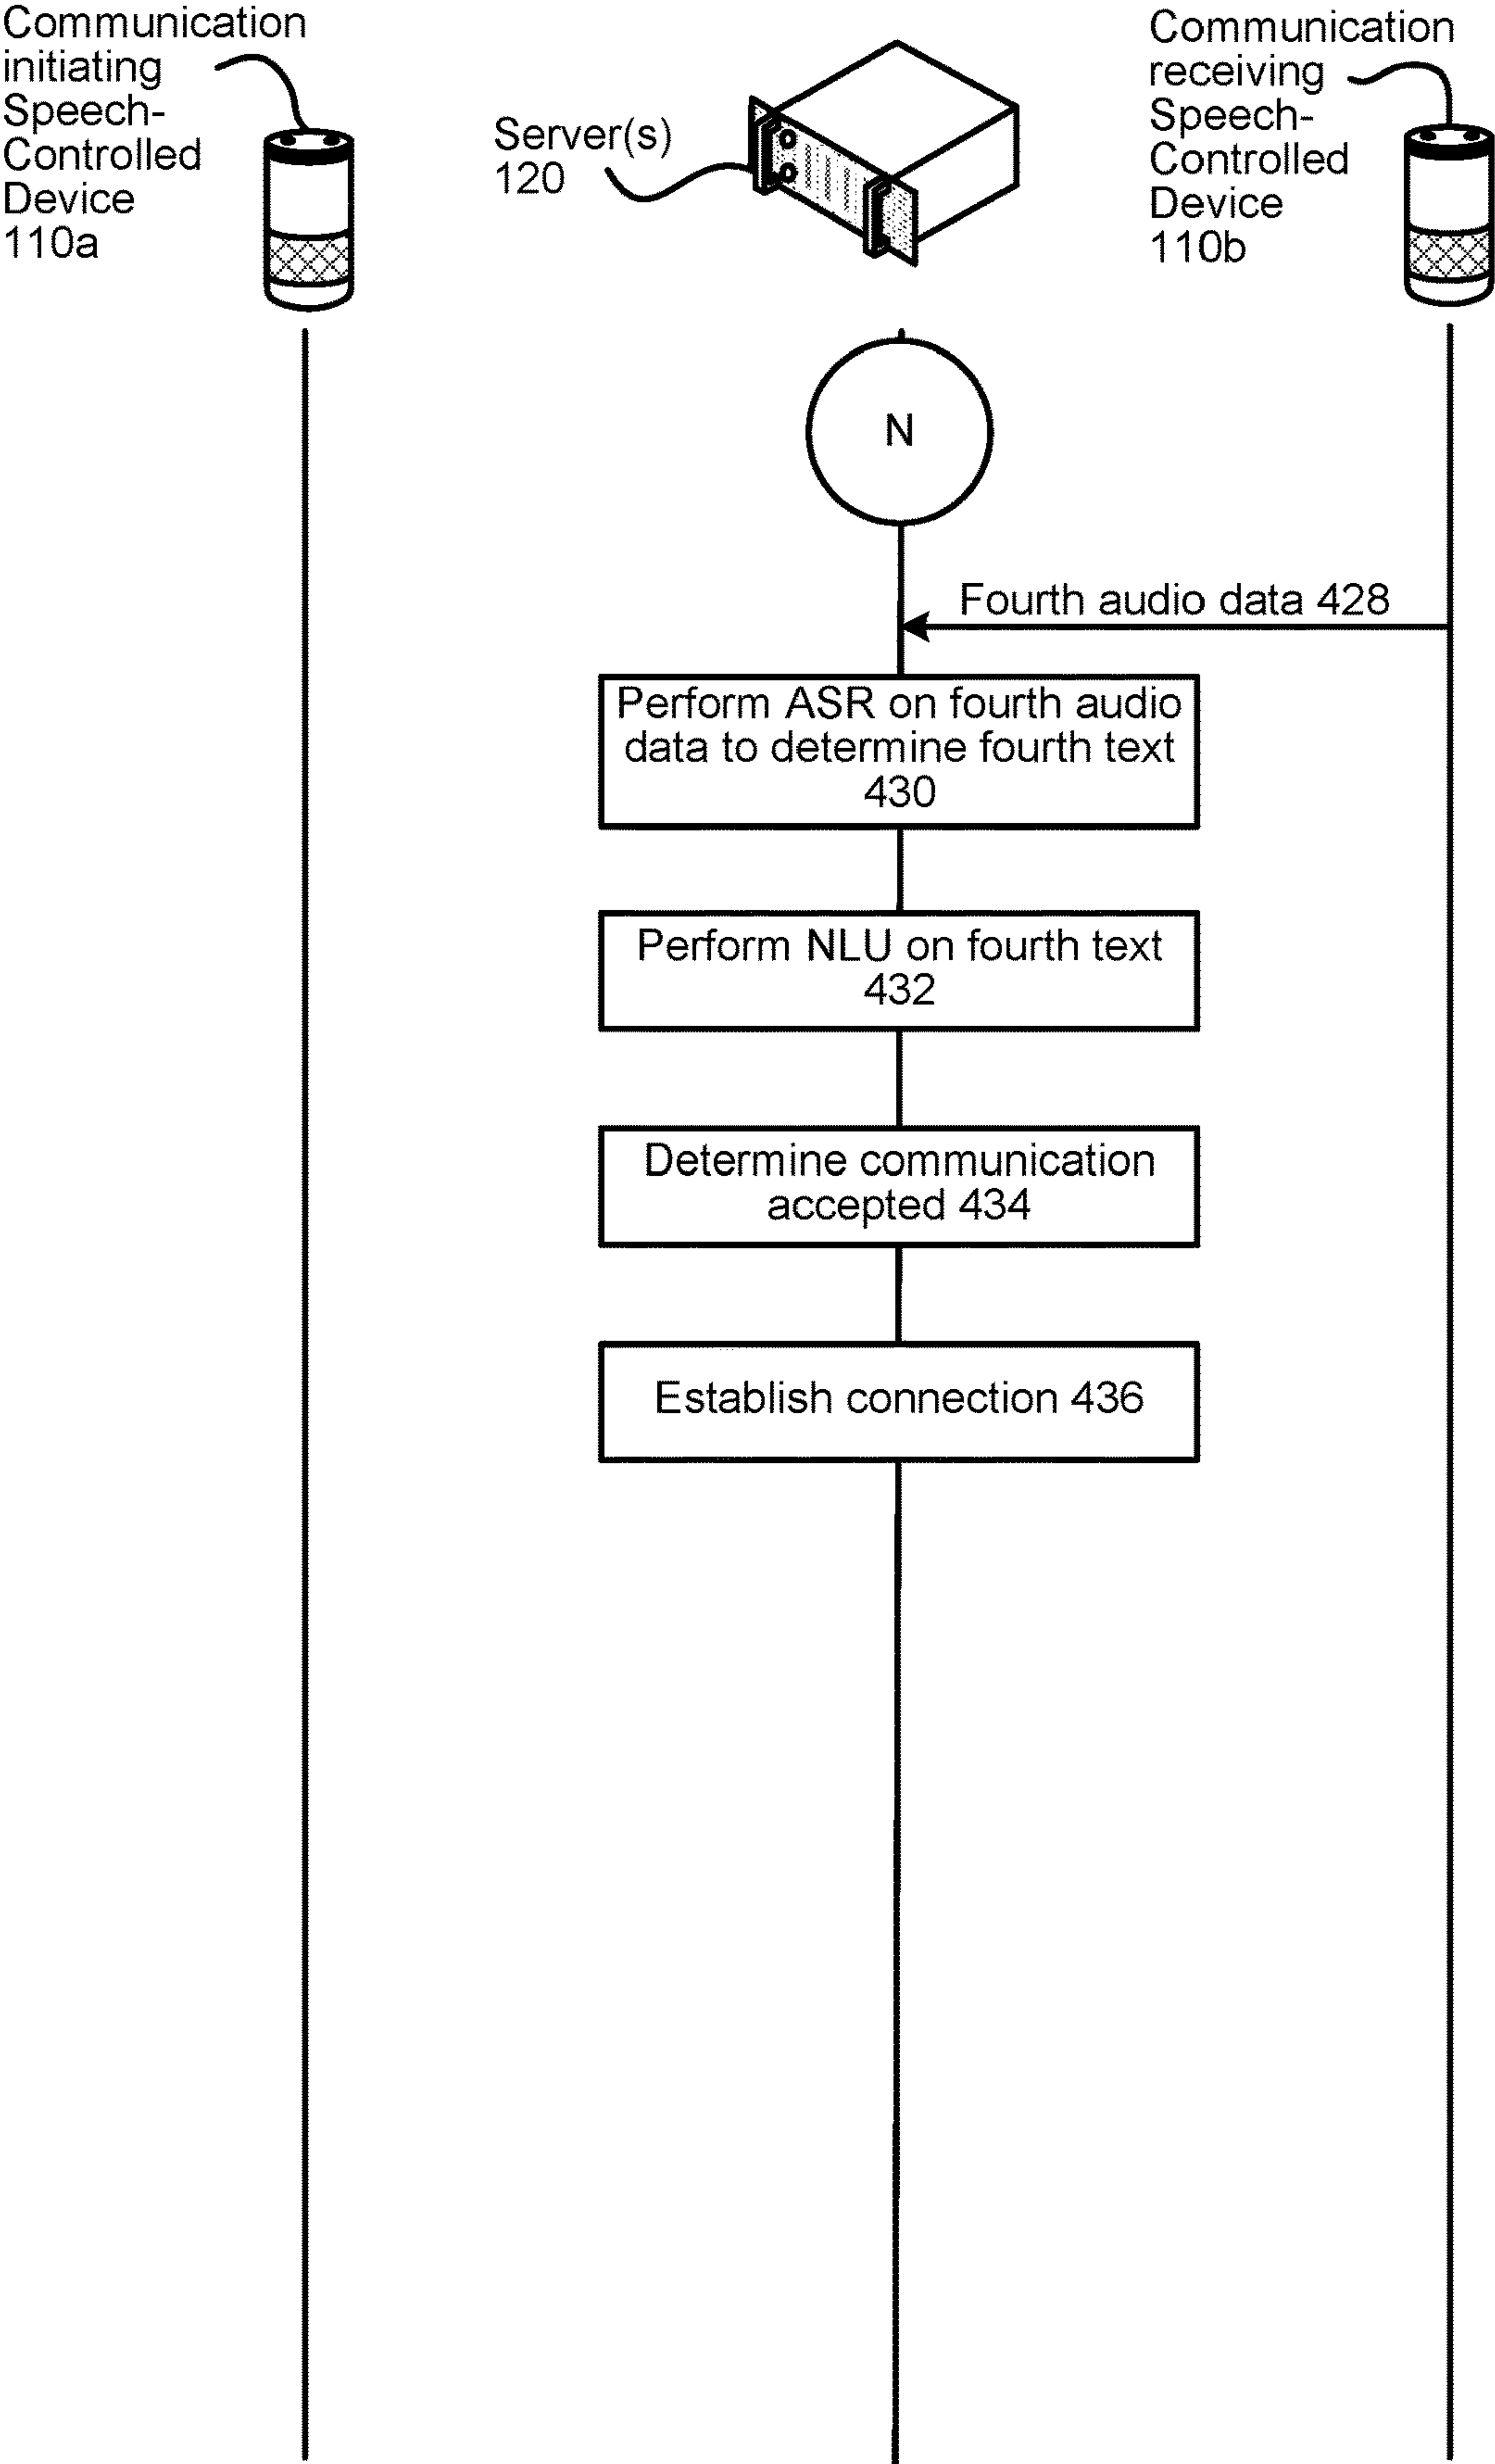 Communication
initiating
Speech-
Controlled
Device
110a
Server(s)
120
Communication
receiving
Speech-
Controlled
Device
110b
N
Fourth audio data 428
Perform ASR on fourth audio
data to determine fourth text
430
Perform NLU on fourth text
432
Determine communication
accepted 434
Establish connection 436